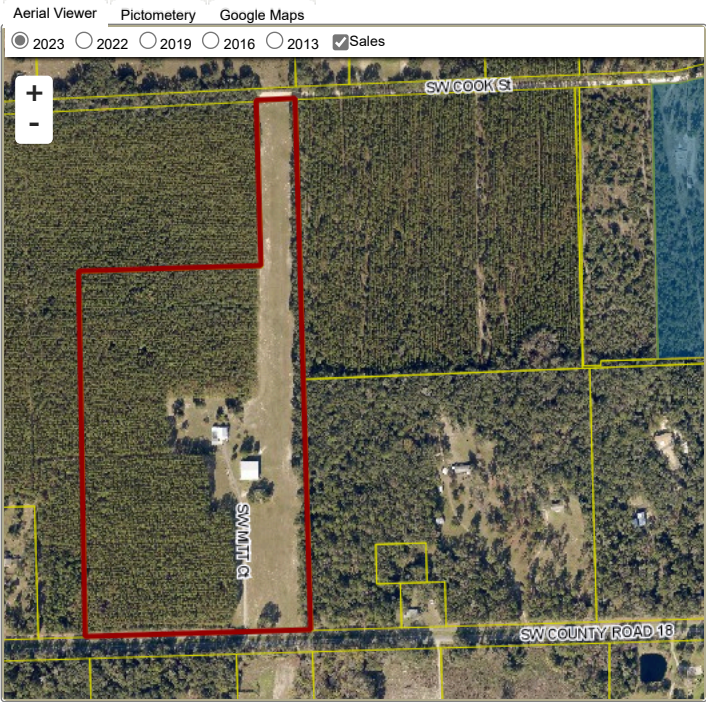 Aerial Viewer Pictometery Google Maps
2023 2022 2019 2016 2013 Sales
+
-
SW COOK St
SW MITT Ct
SW COUNTY ROAD 18